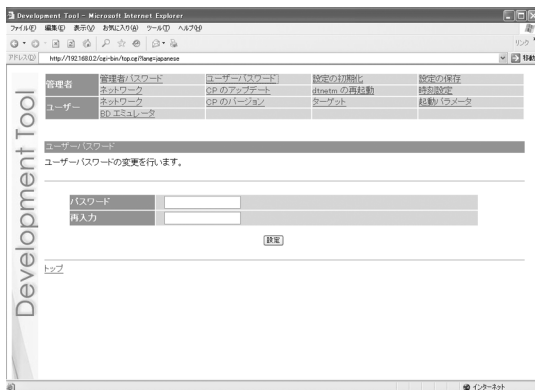 Development Tool - Microsoft Internet Explorer
ファイル(F) 編集(E) 表示(V) お気に入り(A) ツール(T) ヘルプ(H)
リンク
アドレス(D) http://192.168.0.2/cgi-bin/top.cgi?lang=japanese 移動
Development Tool
管理者 管理者パスワード ユーザーパスワード 設定の初期化 設定の保存
ネットワーク CP のアップデート dtnetm の再起動 時刻設定
ユーザー ネットワーク CP のバージョン ターゲット 起動パラメータ
BD エミュレータ
ユーザーパスワード
ユーザーパスワードの変更を行います。
パスワード
再入力
設定
トップ
インターネット